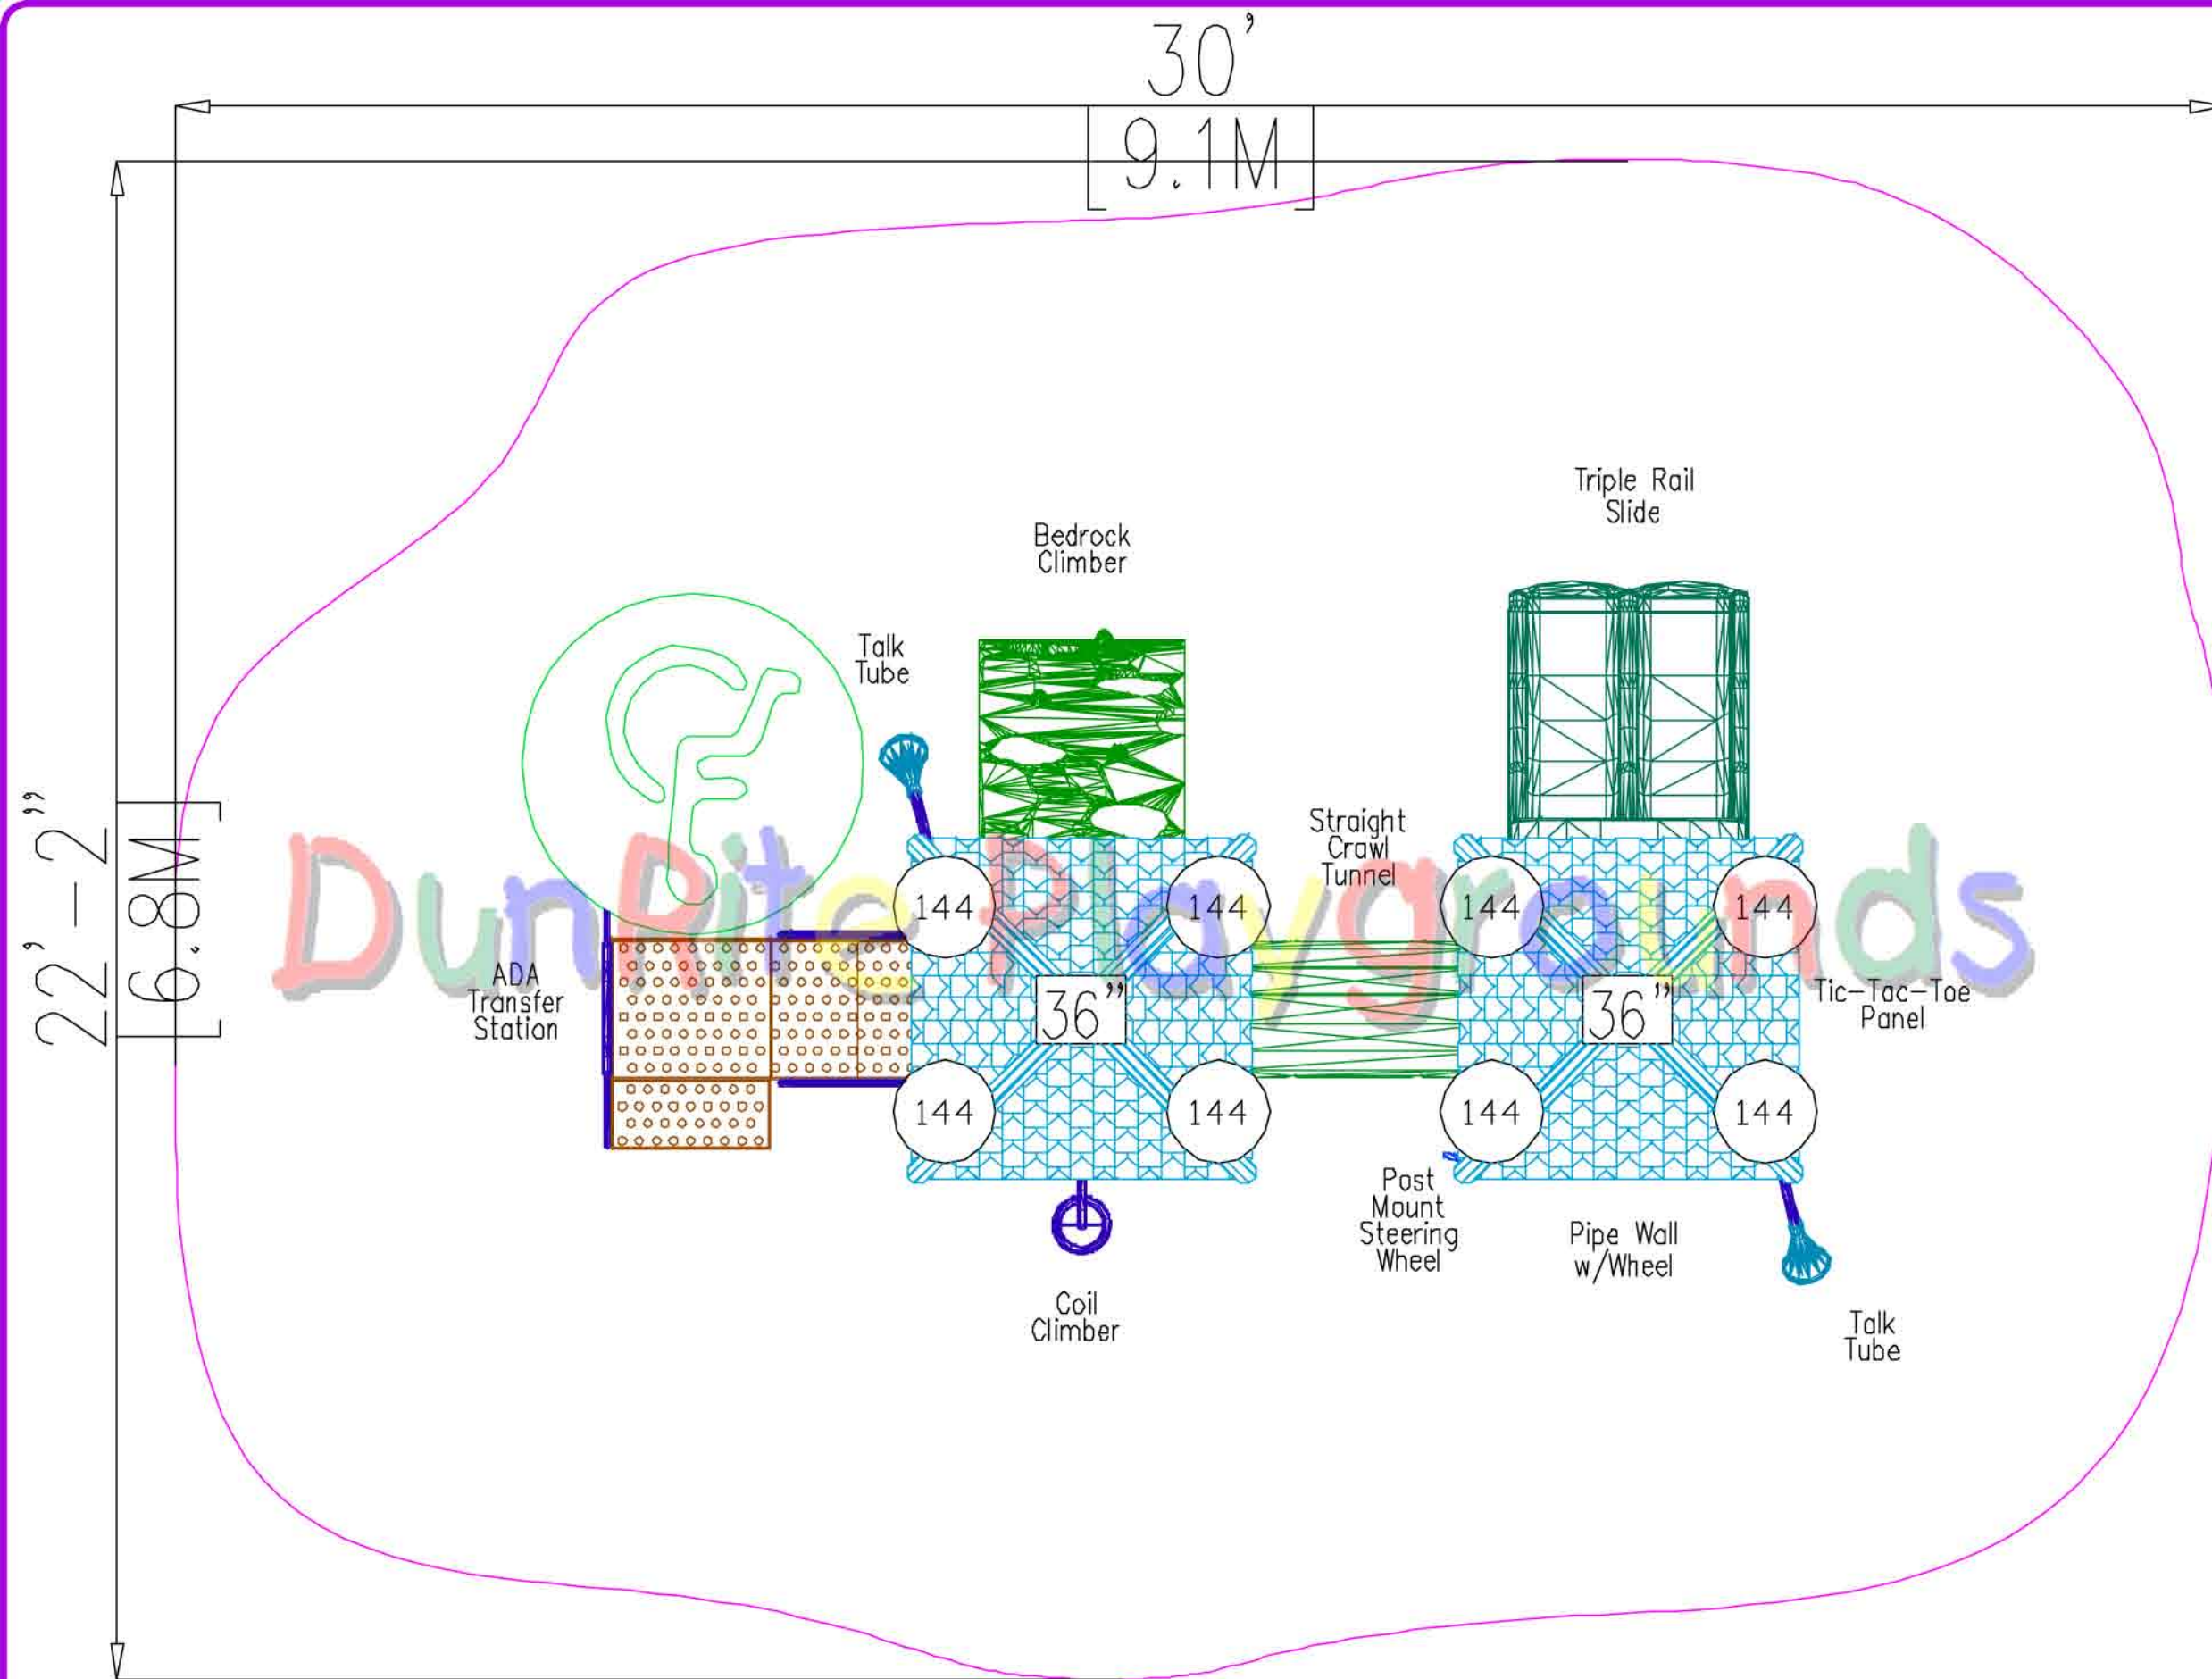 30'
[9.1M]
22'-2"
[6.8M]
Triple Rail
Slide
Bedrock
Climber
Talk
Tube
Straight
Crawl
Tunnel
DunRite Playgrounds
144
144
144
144
ADA
Transfer
Station
36"
36"
Tic-Tac-Toe
Panel
144
144
144
144
Post
Mount
Steering
Wheel
Pipe Wall
w/Wheel
Coil
Climber
Talk
Tube